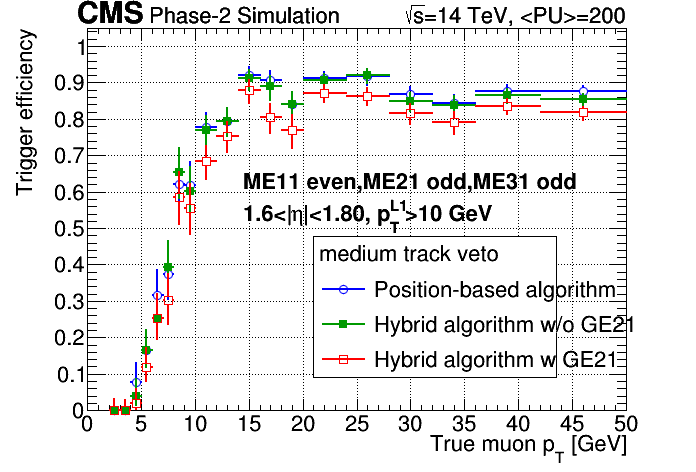 CMS Phase-2 Simulation √s=14 TeV, <PU>=200
Trigger efficiency
1
0.9
0.8
0.7
0.6
0.5
0.4
0.3
0.2
0.1
0
ME11 even,ME21 odd,ME31 odd
1.6<|η|<1.80, p_T^L1>10 GeV
medium track veto
Position-based algorithm
Hybrid algorithm w/o GE21
Hybrid algorithm w GE21
0 5 10 15 20 25 30 35 40 45 50
True muon p_T [GeV]